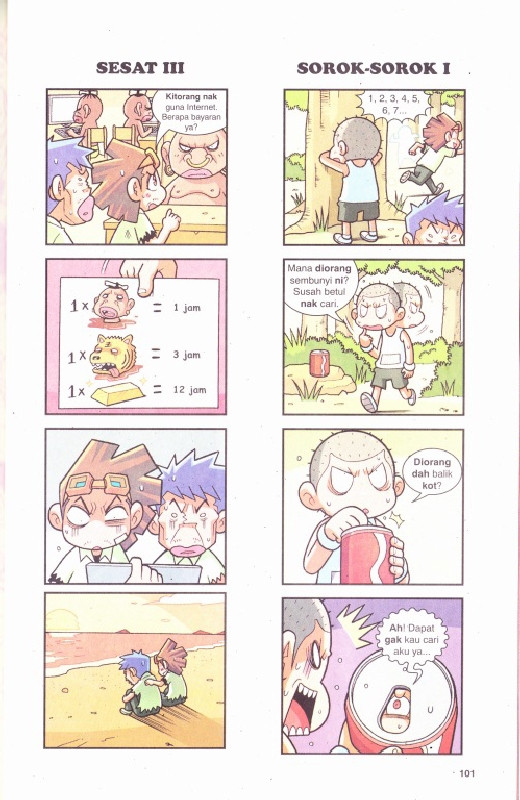 SESAT III
Kitorang nak
guna Internet.
Berapa bayaran
ya?
1 x = 1 jam
1 x = 3 jam
1 x = 12 jam
SOROK-SOROK I
1, 2, 3, 4, 5,
6, 7...
Mana diorang
sembunyi ni?
Susah betul
nak cari.
Diorang
dah baliik
kot?
Ah! Dapat
gak kau cari
aku ya...
101